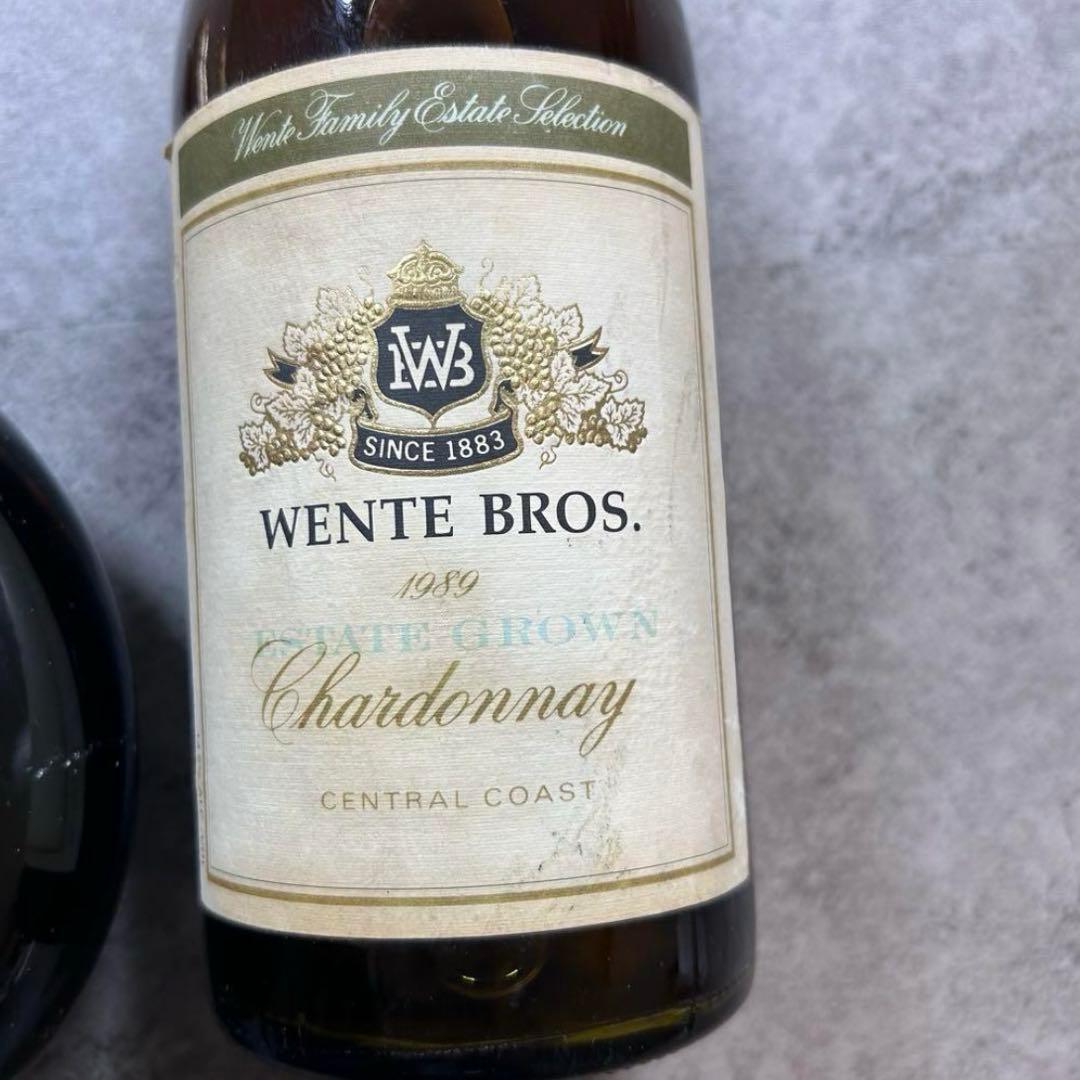 Wente Family Estate Selection
WB
SINCE 1883
WENTE BROS.
1989
ESTATE GROWN
Chardonnay
CENTRAL COAST